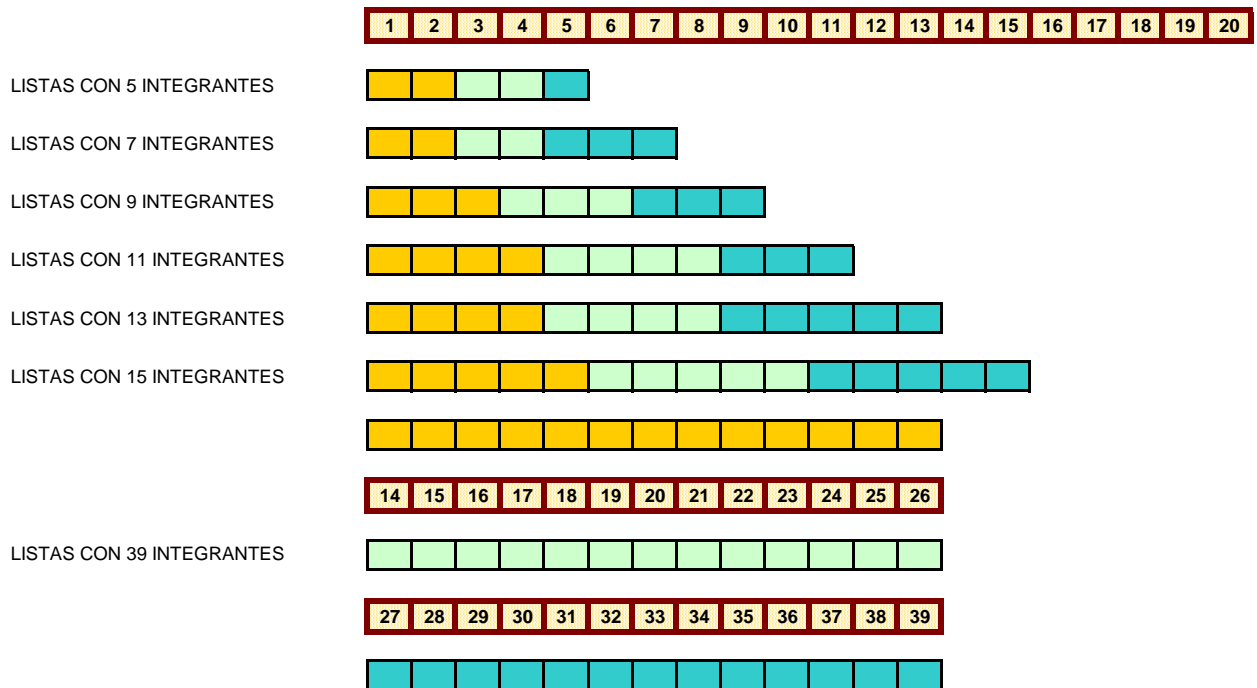 1 2 3 4 5 6 7 8 9 10 11 12 13 14 15 16 17 18 19 20
LISTAS CON 5 INTEGRANTES
LISTAS CON 7 INTEGRANTES
LISTAS CON 9 INTEGRANTES
LISTAS CON 11 INTEGRANTES
LISTAS CON 13 INTEGRANTES
LISTAS CON 15 INTEGRANTES
14 15 16 17 18 19 20 21 22 23 24 25 26
LISTAS CON 39 INTEGRANTES
27 28 29 30 31 32 33 34 35 36 37 38 39